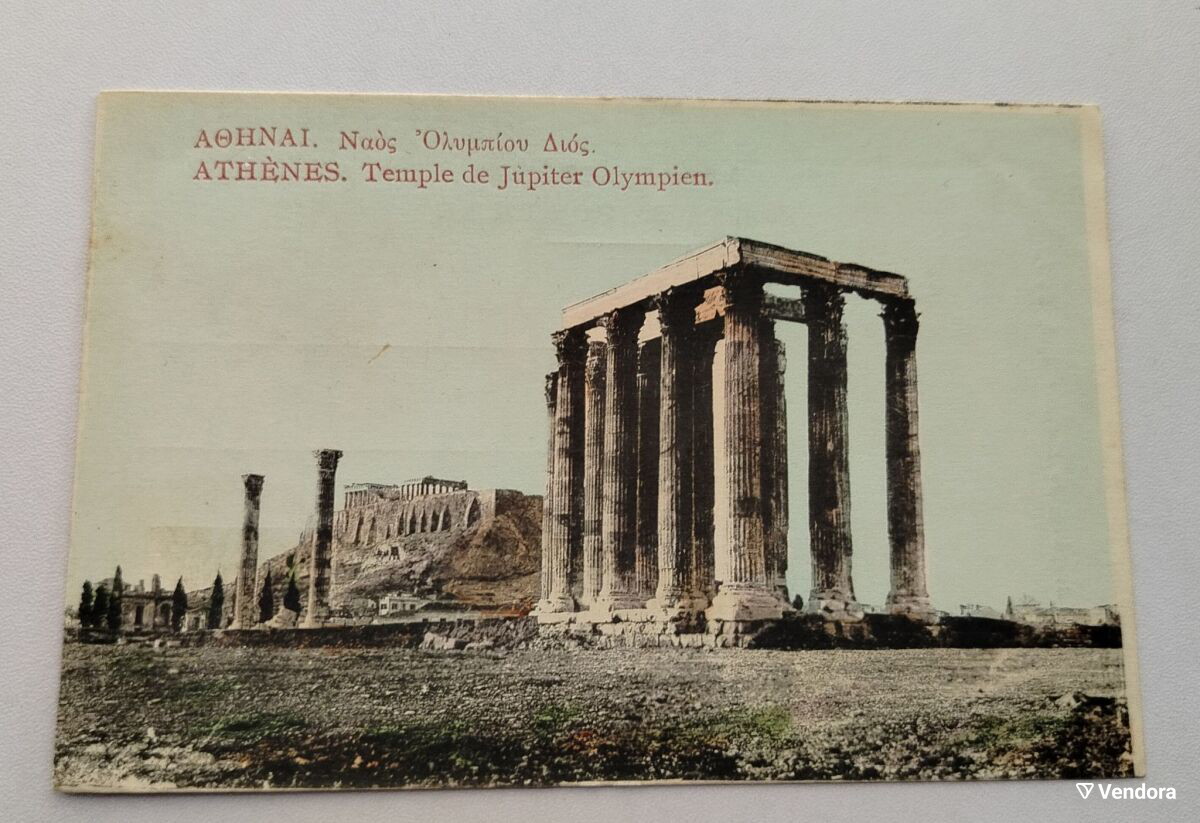 ΑΘΗΝΑΙ. Ναὸς Ὀλυμπίου Διός.
ATHÈNES. Temple de Jupiter Olympien.
Vendora